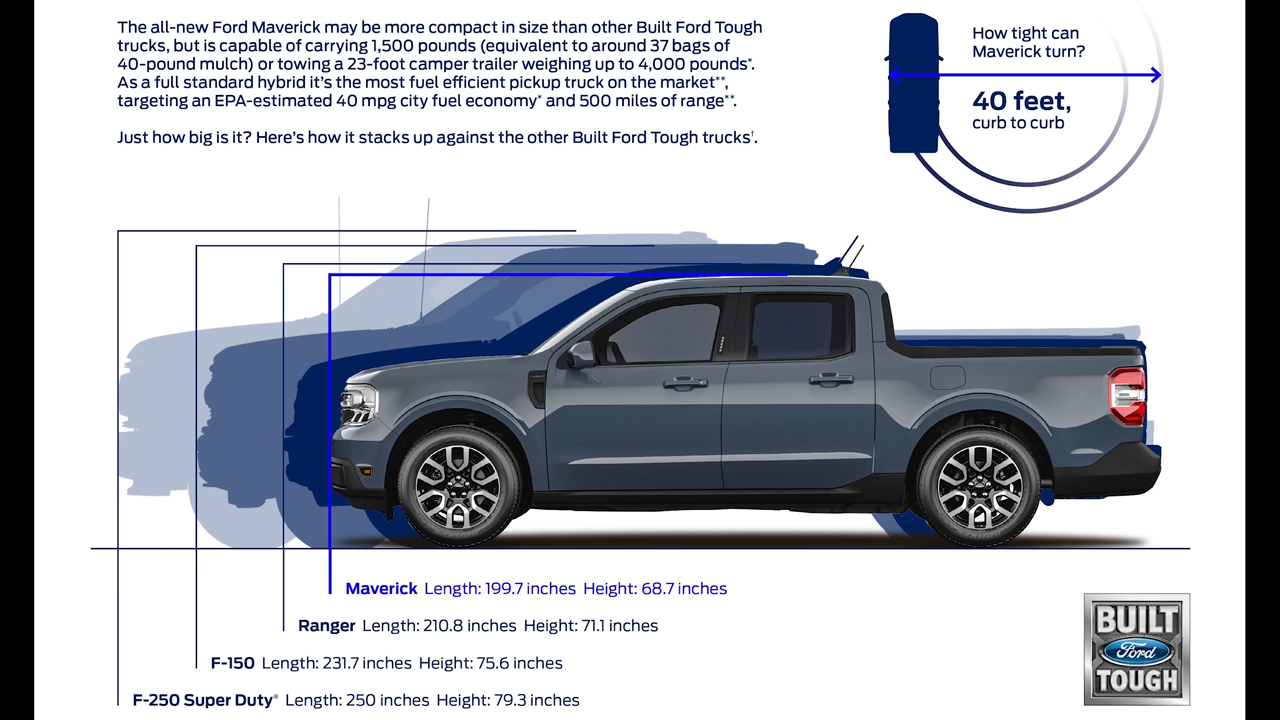 The all-new Ford Maverick may be more compact in size than other Built Ford Tough
trucks, but is capable of carrying 1,500 pounds (equivalent to around 37 bags of
40-pound mulch) or towing a 23-foot camper trailer weighing up to 4,000 pounds*.
As a full standard hybrid it's the most fuel efficient pickup truck on the market**,
targeting an EPA-estimated 40 mpg city fuel economy* and 500 miles of range**.
Just how big is it? Here's how it stacks up against the other Built Ford Tough trucks†.
How tight can
Maverick turn?
40 feet,
curb to curb
Maverick Length: 199.7 inches Height: 68.7 inches
Ranger Length: 210.8 inches Height: 71.1 inches
F-150 Length: 231.7 inches Height: 75.6 inches
F-250 Super Duty® Length: 250 inches Height: 79.3 inches
BUILT
Ford
TOUGH